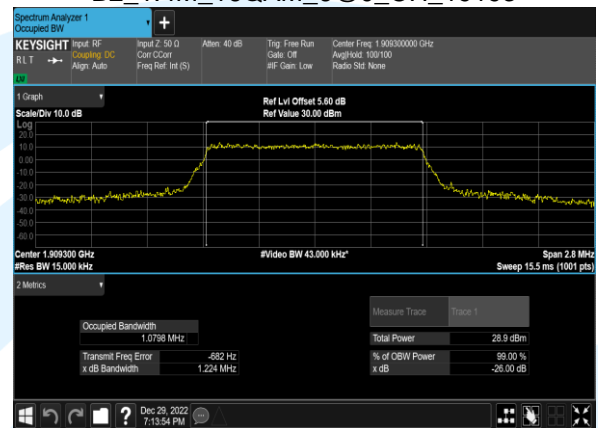 Spectrum Analyzer 1
Occupied BW
+
KEYSIGHT
RLT
Input: RF
Coupling: DC
Align: Auto
Input Z: 50 Ω
Corr CCorr
Freq Ref: Int (S)
Atten: 40 dB
Trig: Free Run
Gate: Off
#IF Gain: Low
Center Freq: 1.909300000 GHz
Avg|Hold: 100/100
Radio Std: None
LXI
1 Graph
Scale/Div 10.0 dB
Ref Lvl Offset 5.60 dB
Ref Value 30.00 dBm
Log
20.0
10.0
0.00
-10.0
-20.0
-30.0
-40.0
-50.0
-60.0
Center 1.909300 GHz
#Res BW 15.000 kHz
#Video BW 43.000 kHz*
Span 2.8 MHz
Sweep 15.5 ms (1001 pts)
2 Metrics
Measure Trace
Trace 1
Occupied Bandwidth
1.0798 MHz
Total Power
28.9 dBm
Transmit Freq Error
-682 Hz
% of OBW Power
99.00 %
x dB Bandwidth
1.224 MHz
x dB
-26.00 dB
?
Dec 29, 2022
7:13:54 PM